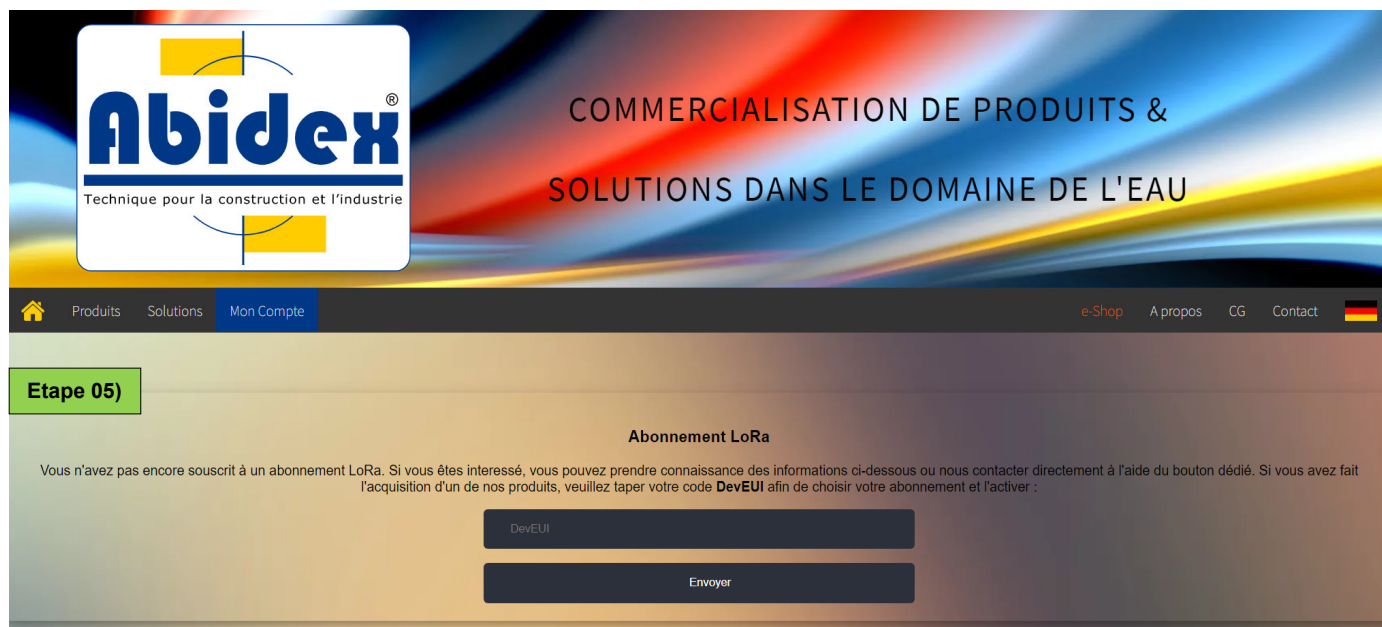 Abidex®
Technique pour la construction et l'industrie
COMMERCIALISATION DE PRODUITS &
SOLUTIONS DANS LE DOMAINE DE L'EAU
Produits Solutions Mon Compte e-Shop A propos CG Contact
Etape 05)
Abonnement LoRa
Vous n'avez pas encore souscrit à un abonnement LoRa. Si vous êtes interessé, vous pouvez prendre connaissance des informations ci-dessous ou nous contacter directement à l'aide du bouton dédié. Si vous avez fait
l'acquisition d'un de nos produits, veuillez taper votre code DevEUI afin de choisir votre abonnement et l'activer :
DevEUI
Envoyer